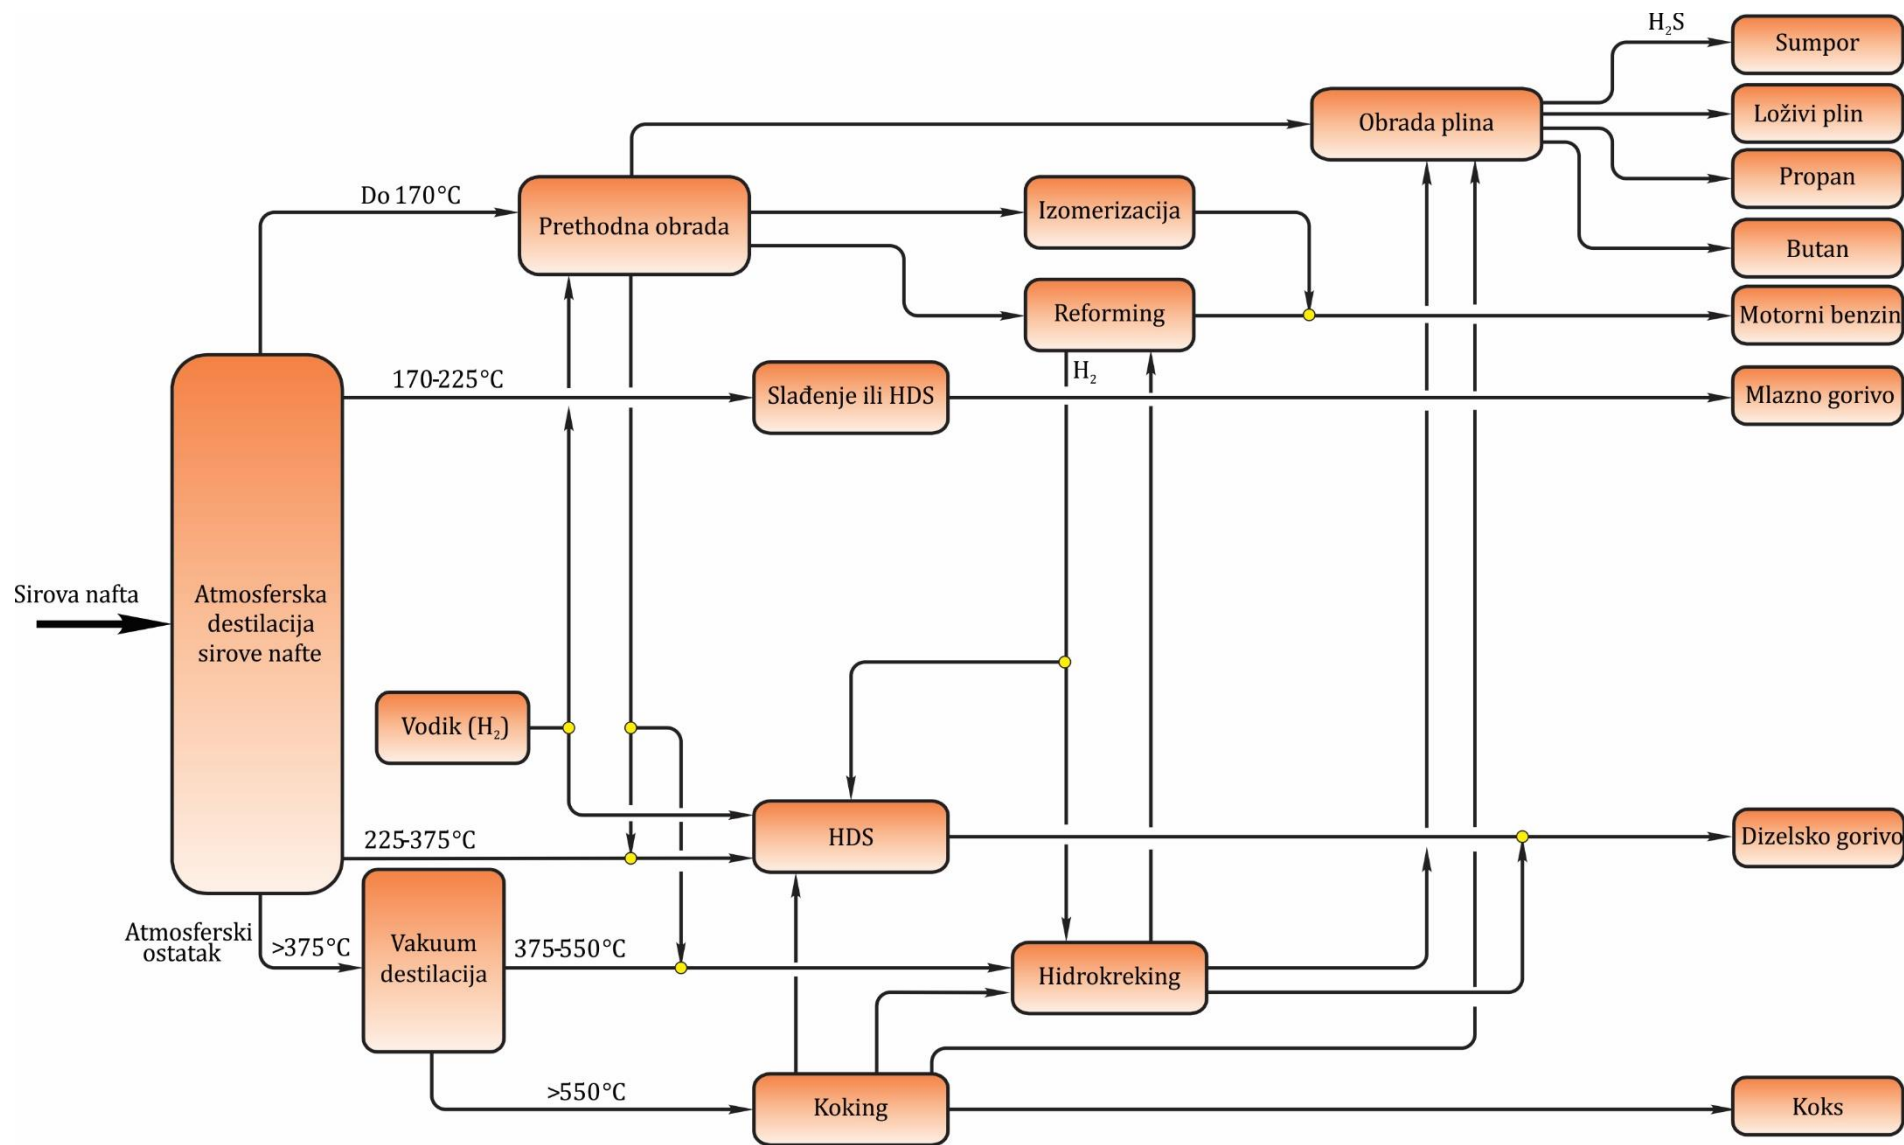 H₂S
Sumpor
Loživi plin
Obrada plina
Propan
Do 170°C
Prethodna obrada
Izomerizacija
Butan
Reforming
Motorni benzin
H₂
170-225°C
Slađenje ili HDS
Mlazno gorivo
Sirova nafta
Atmosferska
destilacija
sirove nafte
Vodik (H₂)
225-375°C
HDS
Dizelsko gorivo
Atmosferski
ostatak
>375°C
Vakuum
destilacija
375-550°C
Hidrokreking
>550°C
Koking
Koks